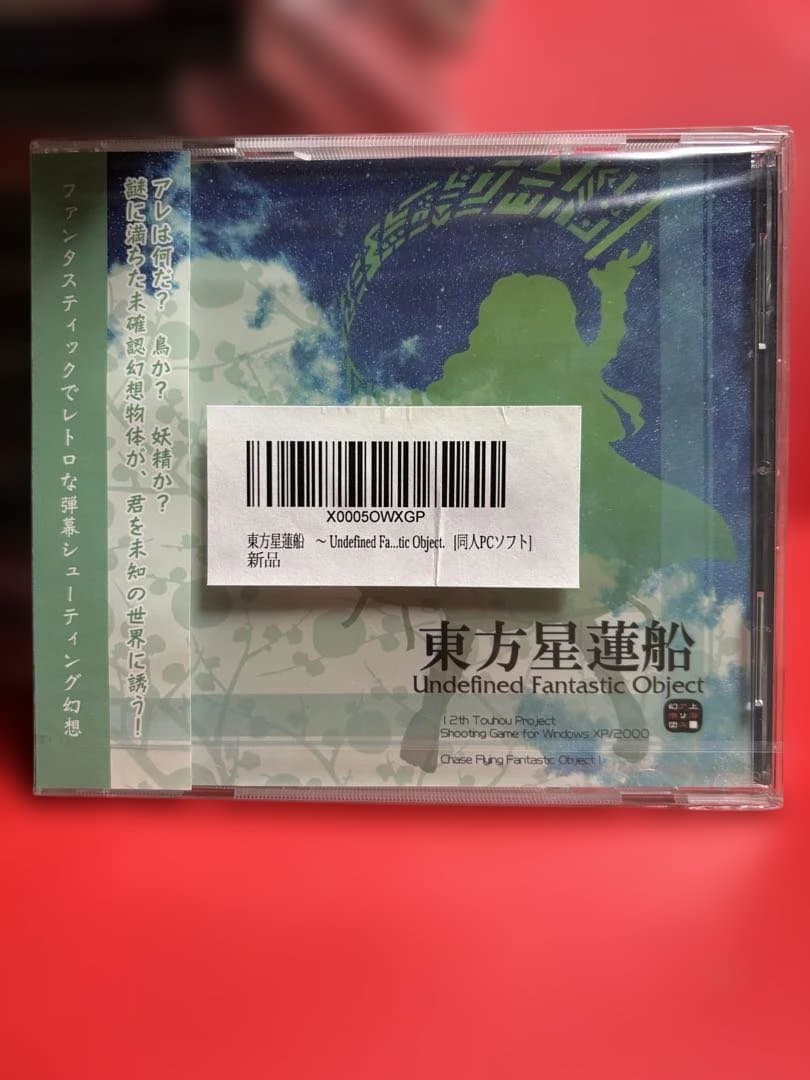 アレは何だ？　鳥か？　妖精か？
謎に満ちた未確認幻想物体が、君を未知の世界に誘う！
ファンタスティックでレトロな弾幕シューティング幻想
X0005OWXGP
東方星蓮船　～ Undefined Fa...tic Object.　[同人PCソフト]
新品
東方星蓮船
Undefined Fantastic Object
12th Touhou Project
Shooting Game for Windows XP/2000
Chase Flying Fantastic Object !